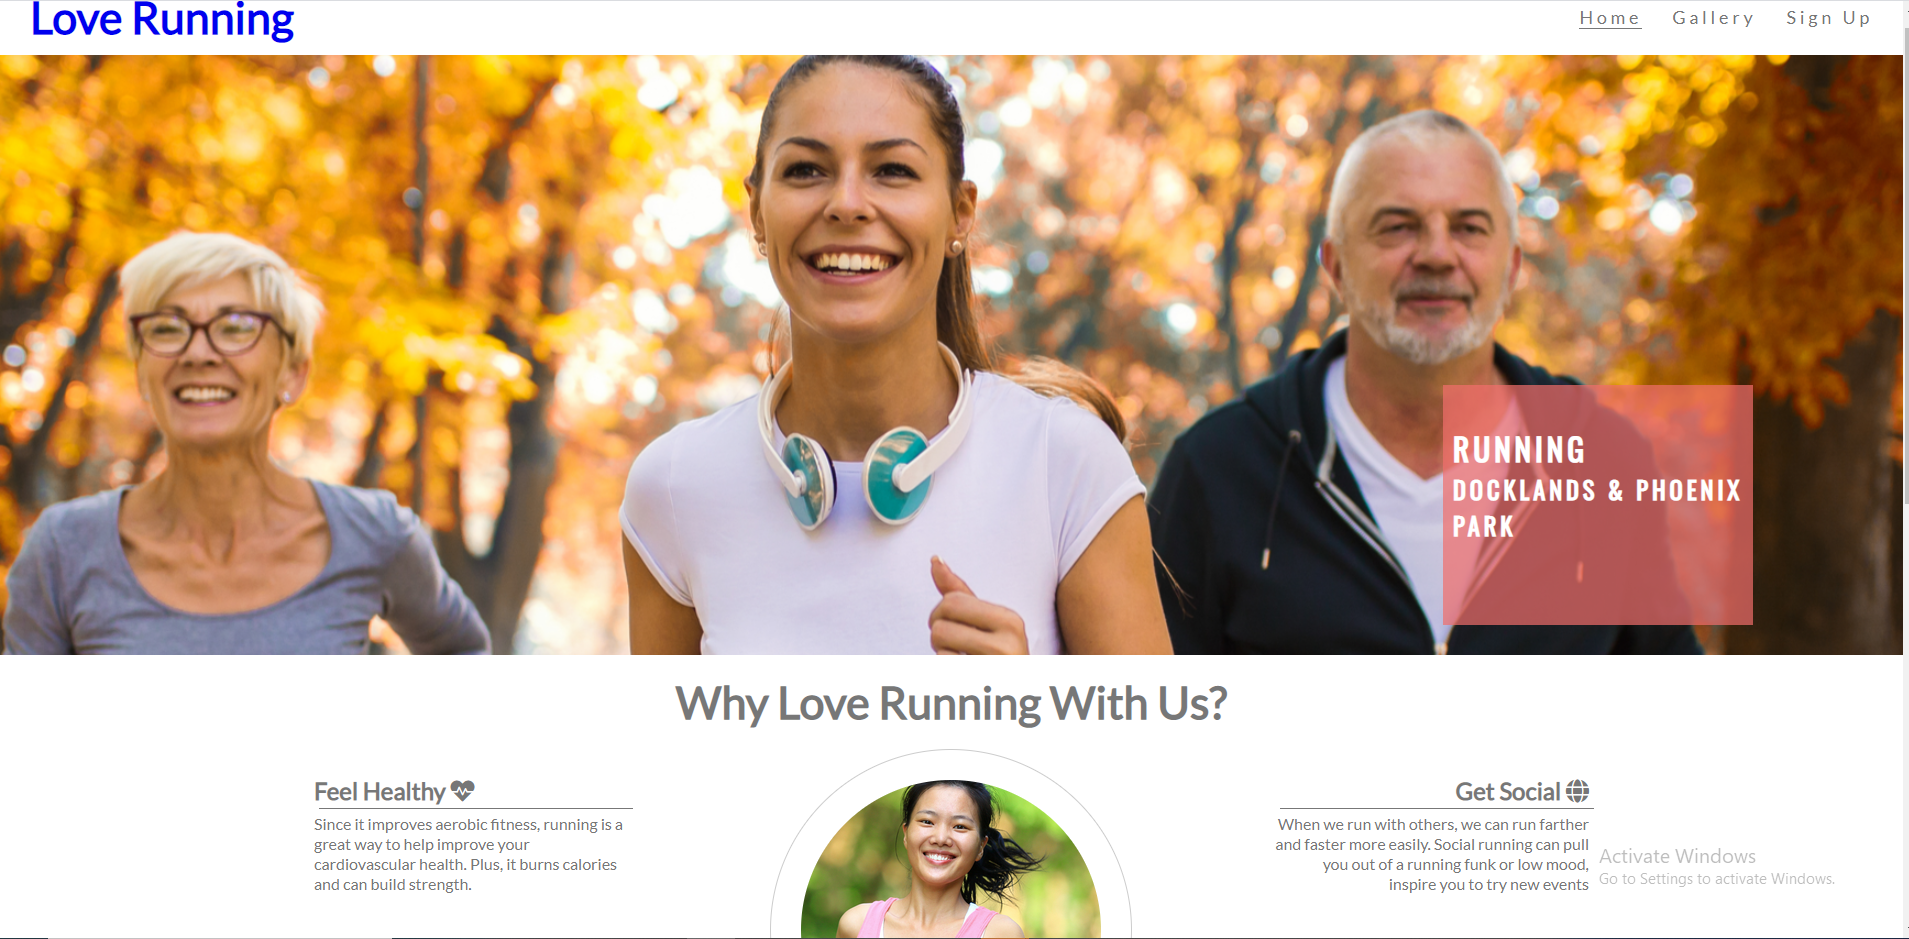 Love Running
Home Gallery Sign Up
RUNNING
DOCKLANDS & PHOENIX
PARK
Why Love Running With Us?
Feel Healthy
Since it improves aerobic fitness, running is a
great way to help improve your
cardiovascular health. Plus, it burns calories
and can build strength.
Get Social
When we run with others, we can run farther
and faster more easily. Social running can pull
you out of a running funk or low mood,
inspire you to try new events
Activate Windows
Go to Settings to activate Windows.